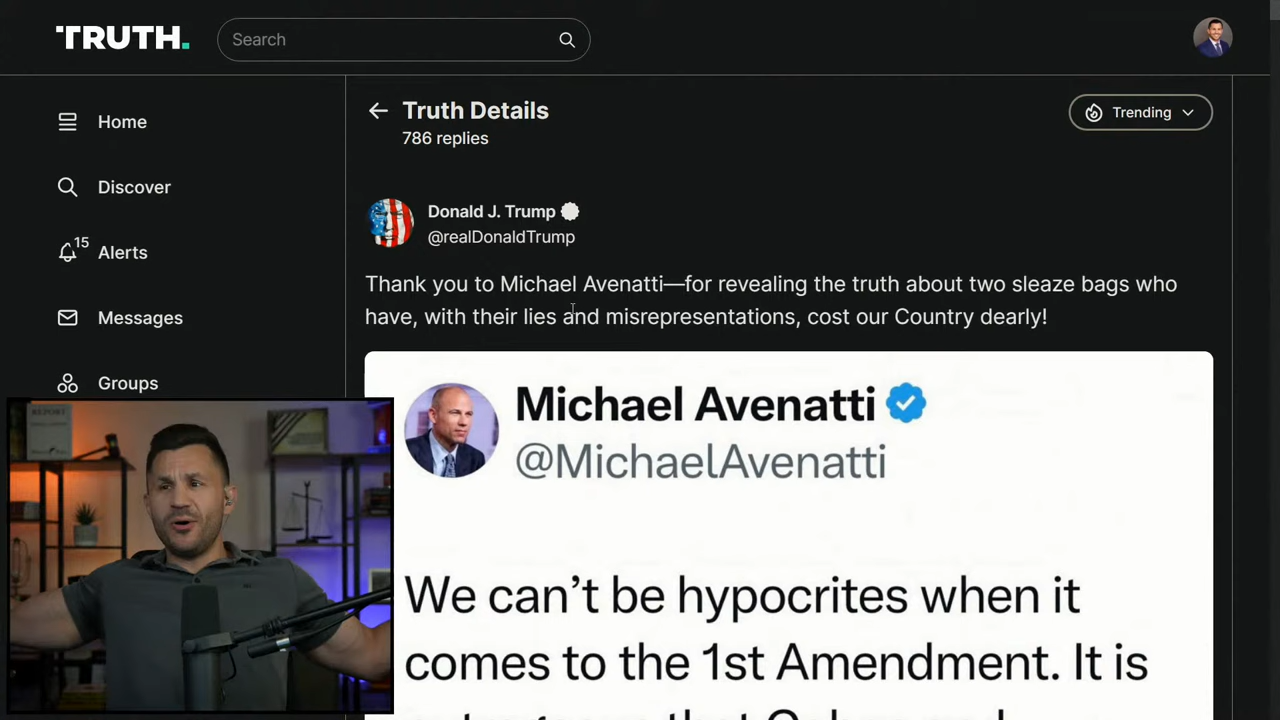 TRUTH.
Search
Home
Discover
15
Alerts
Messages
Groups
Truth Details
786 replies
Trending
Donald J. Trump
@realDonaldTrump
Thank you to Michael Avenatti—for revealing the truth about two sleaze bags who
have, with their lies and misrepresentations, cost our Country dearly!
Michael Avenatti
@MichaelAvenatti
We can't be hypocrites when it
comes to the 1st Amendment. It is